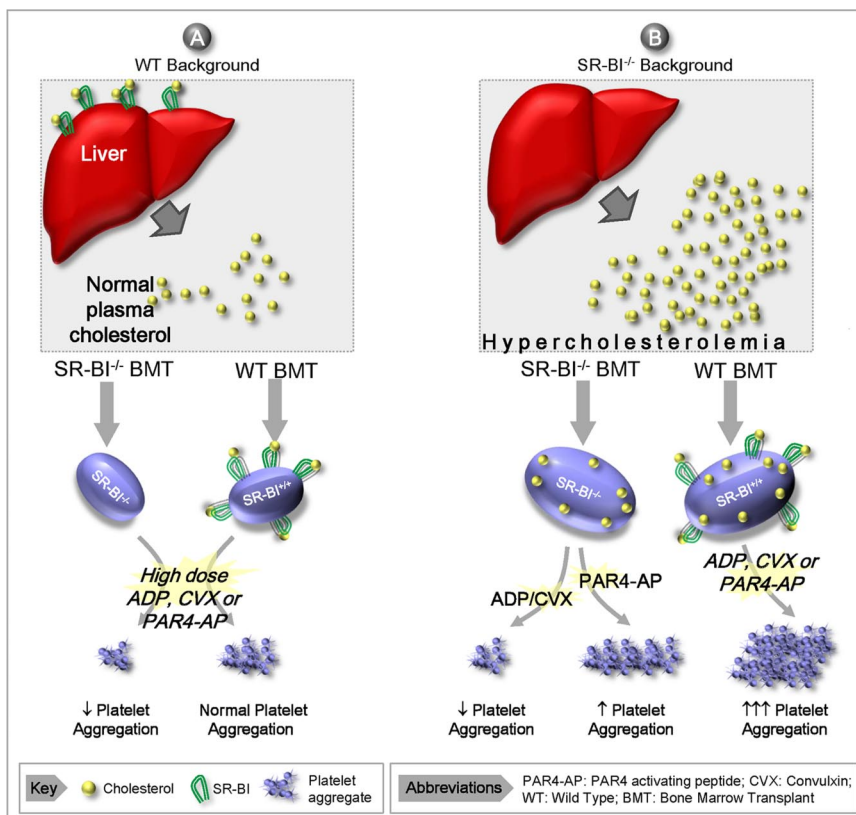 A
WT Background
Liver
Normal
plasma
cholesterol
SR-BI-/- BMT
WT BMT
SR-BI-/-
SR-BI+/+
High dose
ADP, CVX or
PAR4-AP
↓ Platelet
Aggregation
Normal Platelet
Aggregation
B
SR-BI-/- Background
Hypercholesterolemia
SR-BI-/- BMT
WT BMT
SR-BI-/-
SR-BI+/+
ADP/CVX
PAR4-AP
ADP, CVX or
PAR4-AP
↓ Platelet
Aggregation
↑ Platelet
Aggregation
↑↑↑ Platelet
Aggregation
Key
Cholesterol
SR-BI
Platelet
aggregate
Abbreviations
PAR4-AP: PAR4 activating peptide; CVX: Convulxin;
WT: Wild Type; BMT: Bone Marrow Transplant